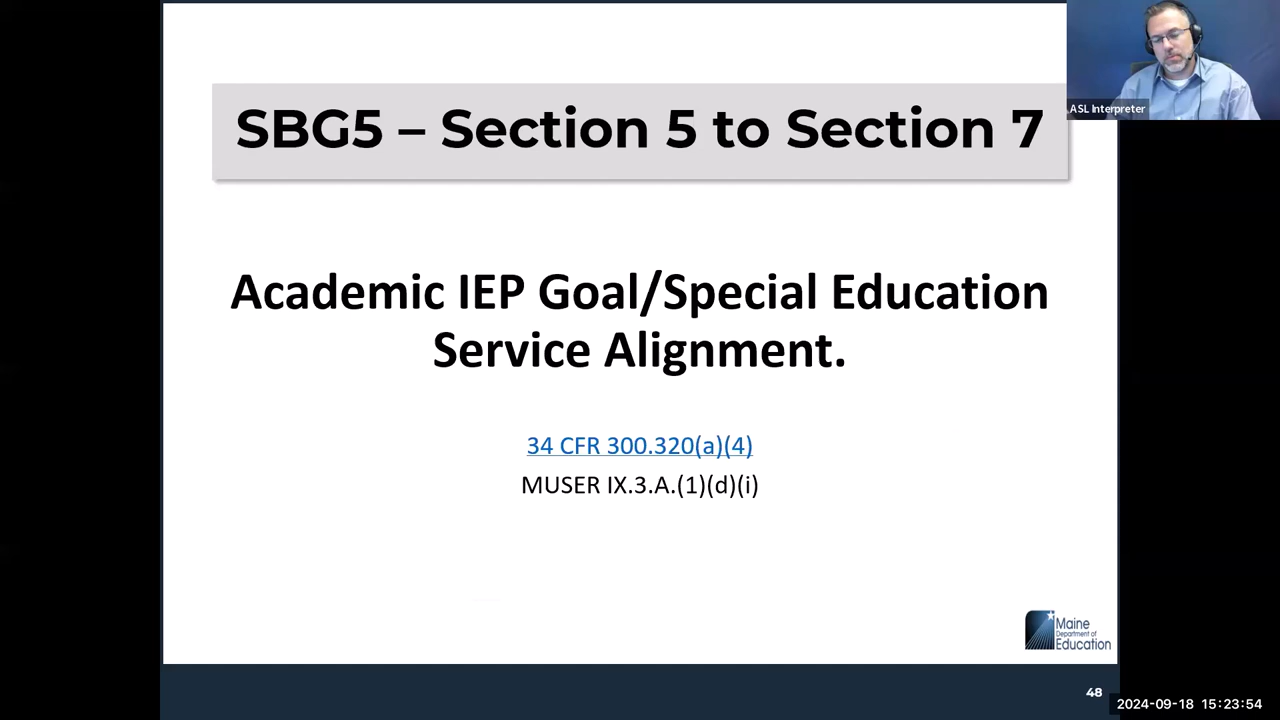 SBG5 – Section 5 to Section 7
ASL Interpreter
Academic IEP Goal/Special Education
Service Alignment.
34 CFR 300.320(a)(4)
MUSER IX.3.A.(1)(d)(i)
Maine
Department of
Education
48
2024-09-18 15:23:54